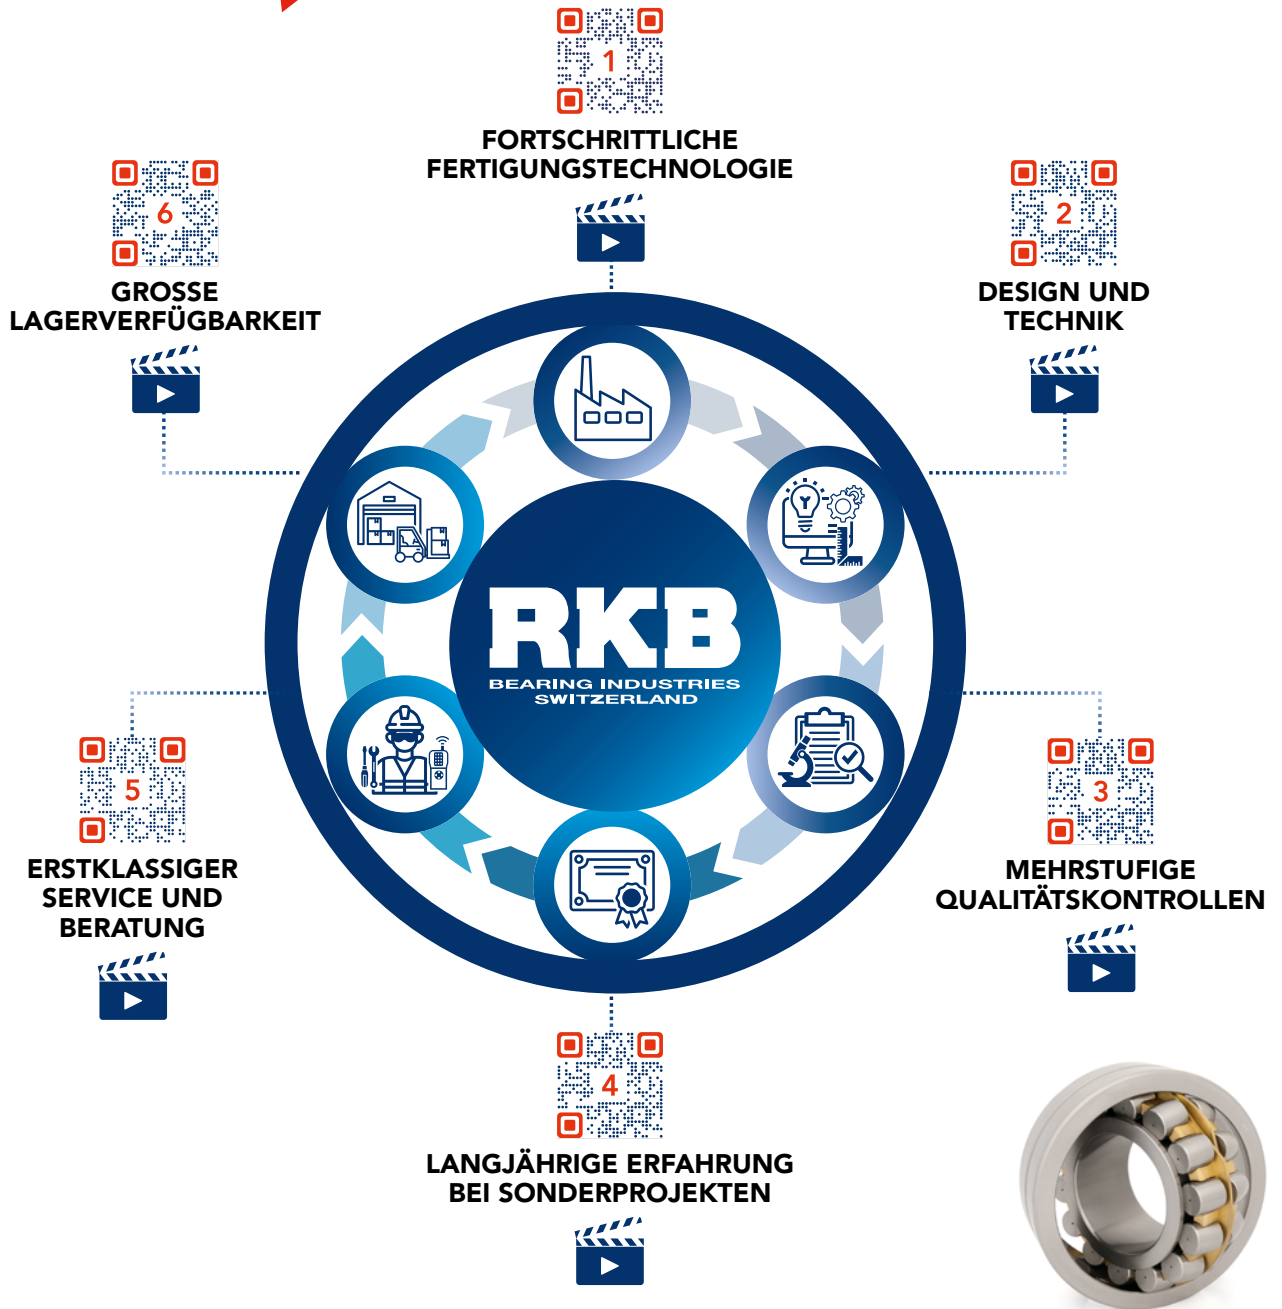 1
FORTSCHRITTLICHE
FERTIGUNGSTECHNOLOGIE
6
GROSSE
LAGERVERFÜGBARKEIT
2
DESIGN UND
TECHNIK
RKB
BEARING INDUSTRIES
SWITZERLAND
5
ERSTKLASSIGER
SERVICE UND
BERATUNG
3
MEHRSTUFIGE
QUALITÄTSKONTROLLEN
4
LANGJÄHRIGE ERFAHRUNG
BEI SONDERPROJEKTEN